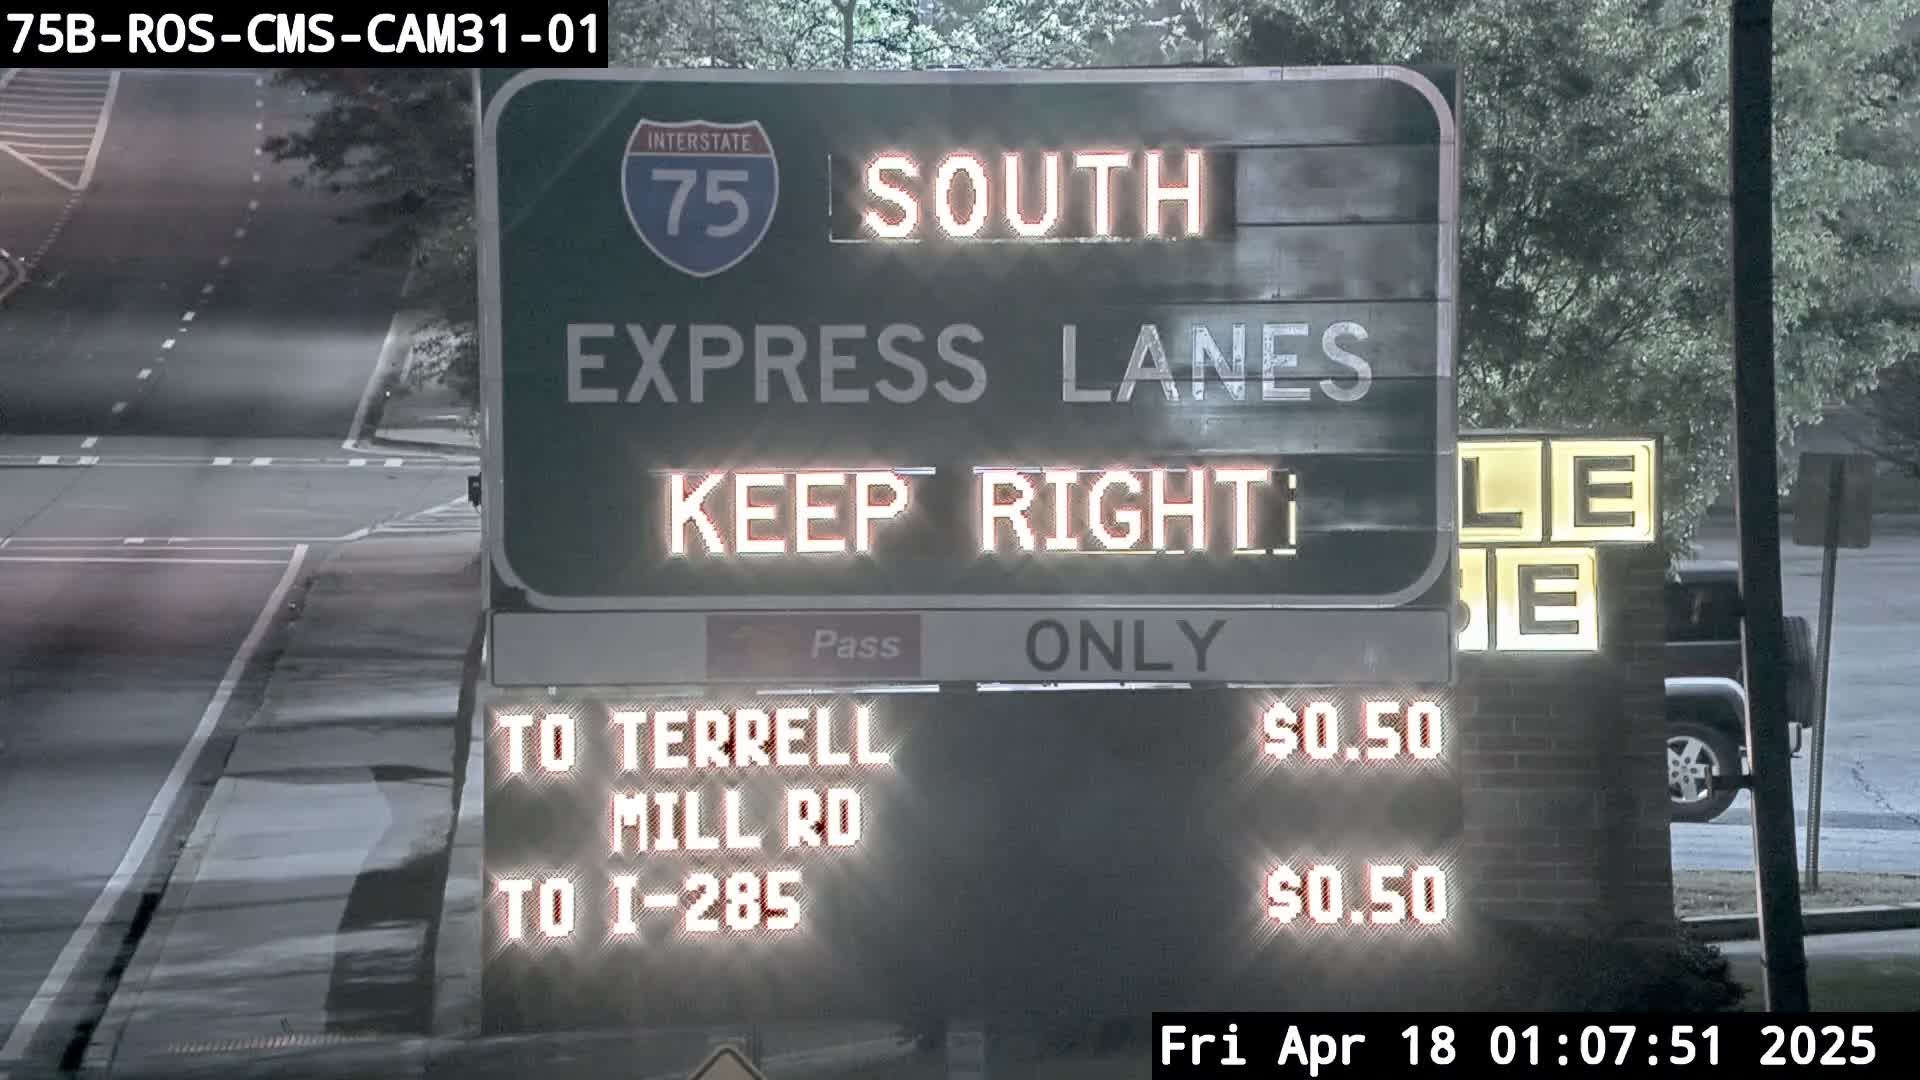 75B-ROS-CMS-CAM31-01
INTERSTATE
75
SOUTH
EXPRESS LANES
KEEP RIGHT
Pass ONLY
LE
E
TO TERRELL $0.50
MILL RD
TO I-285 $0.50
Fri Apr 18 01:07:51 2025